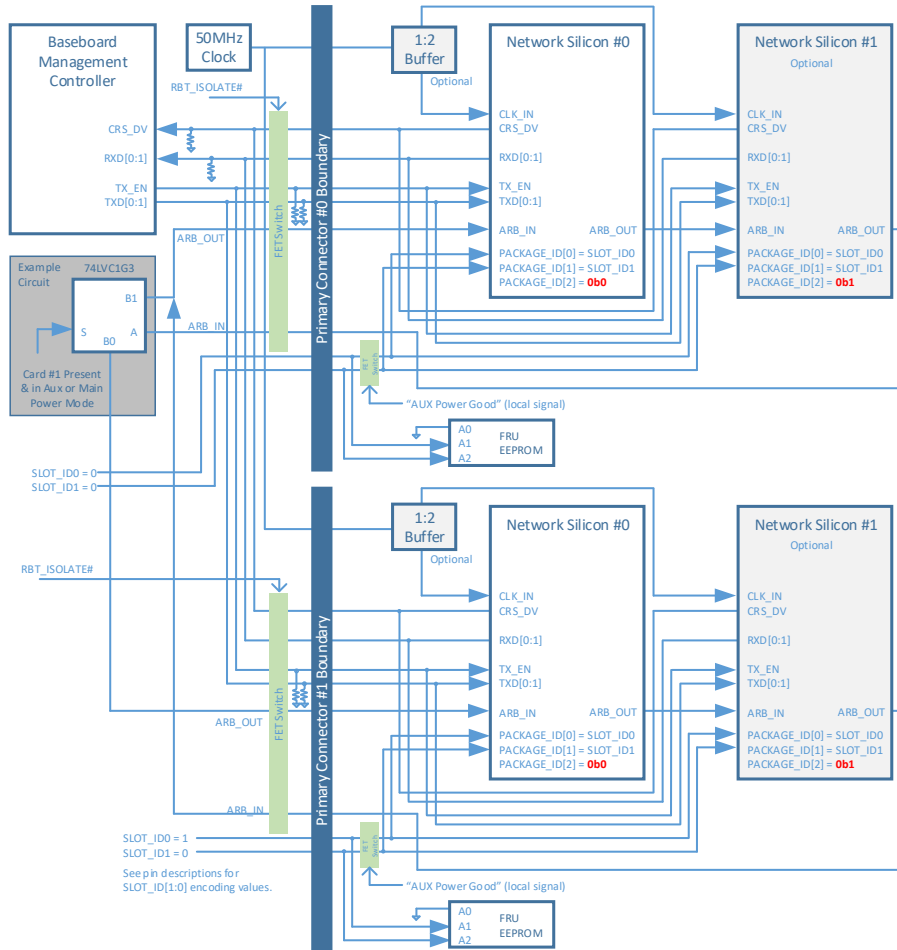 Baseboard
Management
Controller
CRS_DV
RXD[0:1]
TX_EN
TXD[0:1]
50MHz
Clock
RBT_ISOLATE#
FET Switch
Primary Connector #0 Boundary
1:2
Buffer
Optional
Network Silicon #0
CLK_IN
CRS_DV
RXD[0:1]
TX_EN
TXD[0:1]
ARB_IN
ARB_OUT
PACKAGE_ID[0] = SLOT_ID0
PACKAGE_ID[1] = SLOT_ID1
PACKAGE_ID[2] = 0b0
Network Silicon #1
Optional
CLK_IN
CRS_DV
RXD[0:1]
TX_EN
TXD[0:1]
ARB_IN
ARB_OUT
PACKAGE_ID[0] = SLOT_ID0
PACKAGE_ID[1] = SLOT_ID1
PACKAGE_ID[2] = 0b1
ARB_OUT
Example
Circuit
74LVC1G3
B1
S
A
B0
Card #1 Present
& in Aux or Main
Power Mode
ARB_IN
FET
Switch
"AUX Power Good" (local signal)
A0
A1
A2
FRU
EEPROM
SLOT_ID0 = 0
SLOT_ID1 = 0
RBT_ISOLATE#
FET Switch
Primary Connector #1 Boundary
1:2
Buffer
Optional
Network Silicon #0
CLK_IN
CRS_DV
RXD[0:1]
TX_EN
TXD[0:1]
ARB_IN
ARB_OUT
PACKAGE_ID[0] = SLOT_ID0
PACKAGE_ID[1] = SLOT_ID1
PACKAGE_ID[2] = 0b0
Network Silicon #1
Optional
CLK_IN
CRS_DV
RXD[0:1]
TX_EN
TXD[0:1]
ARB_IN
ARB_OUT
PACKAGE_ID[0] = SLOT_ID0
PACKAGE_ID[1] = SLOT_ID1
PACKAGE_ID[2] = 0b1
ARB_OUT
ARB_IN
SLOT_ID0 = 1
SLOT_ID1 = 0
See pin descriptions for
SLOT_ID[1:0] encoding values.
FET
Switch
"AUX Power Good" (local signal)
A0
A1
A2
FRU
EEPROM